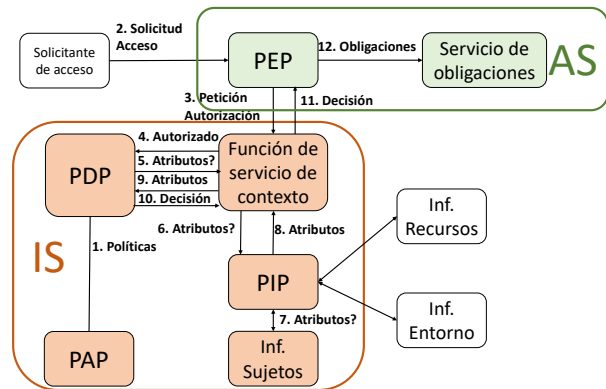 2. Solicitud
Acceso
Solicitante
de acceso
PEP
12. Obligaciones
Servicio de
obligaciones
AS
3. Petición
Autorización
11. Decisión
4. Autorizado
5. Atributos?
9. Atributos
10. Decisión
PDP
Función de
servicio de
contexto
6. Atributos?
8. Atributos
Inf.
Recursos
1. Políticas
IS
PIP
7. Atributos?
Inf.
Entorno
PAP
Inf.
Sujetos